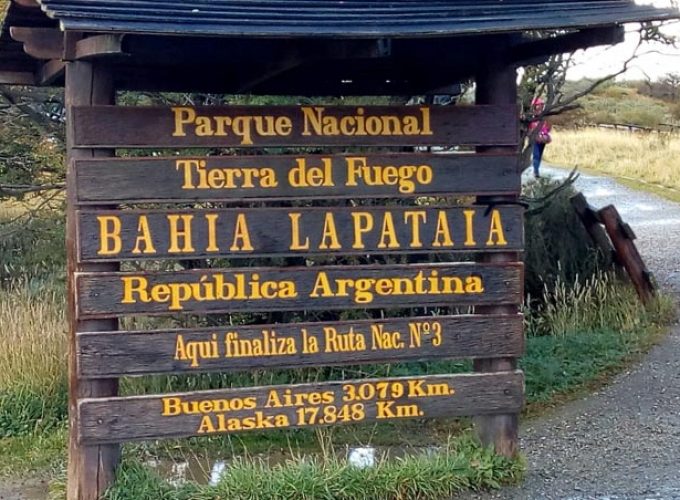 Parque Nacional
Tierra del Fuego
BAHIA LAPATAIA
República Argentina
Aqui finaliza la Ruta Nac. Nº3
Buenos Aires 3.079 Km.
Alaska 17.848 Km.